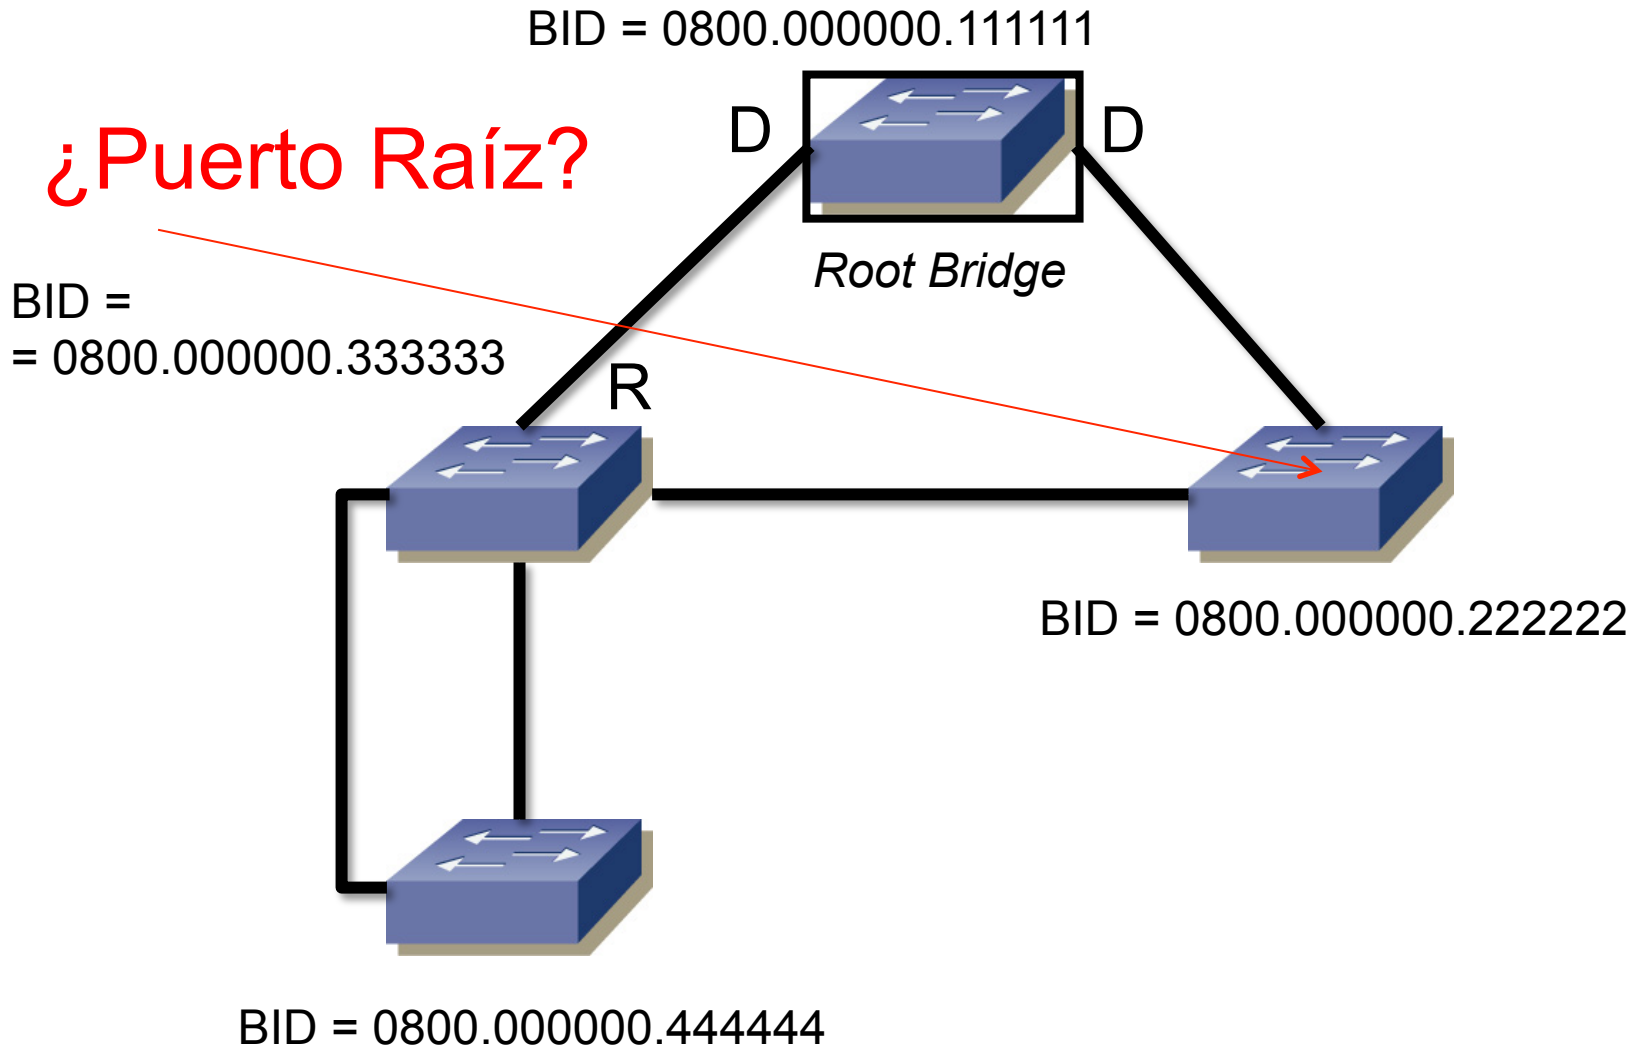 BID = 0800.000000.111111
¿Puerto Raíz?
D
D
Root Bridge
BID =
= 0800.000000.333333
R
BID = 0800.000000.222222
BID = 0800.000000.444444